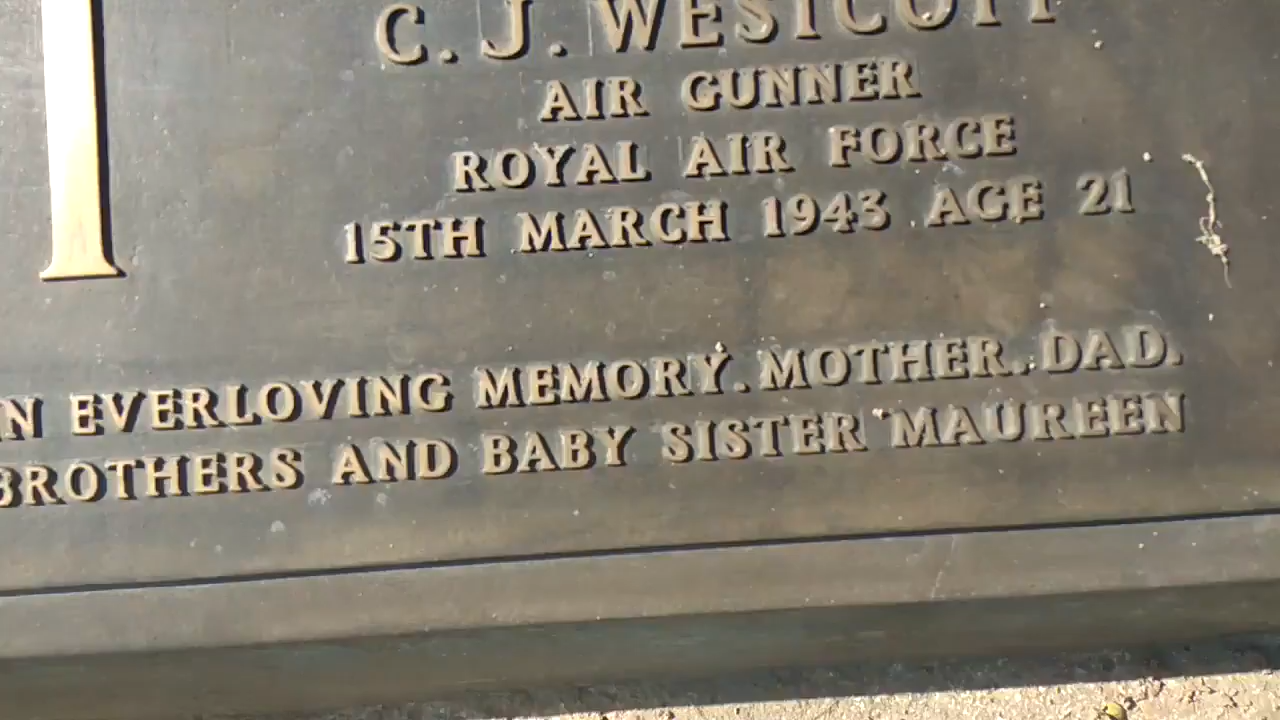 C. J. WESTCOTT
AIR GUNNER
ROYAL AIR FORCE
15TH MARCH 1943 AGE 21
IN EVERLOVING MEMORY. MOTHER. DAD.
BROTHERS AND BABY SISTER MAUREEN